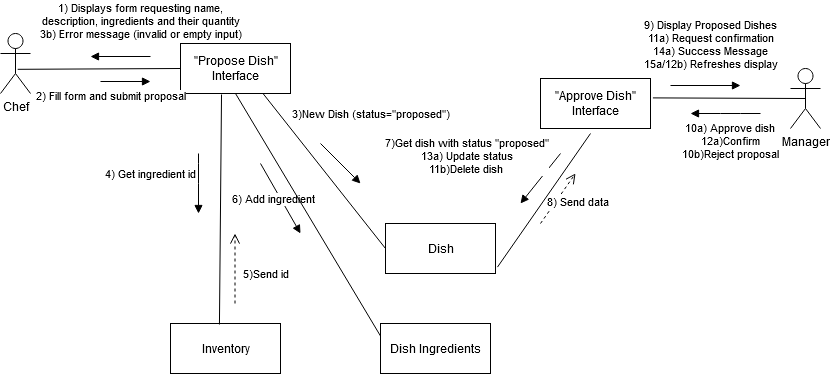 1) Displays form requesting name,
description, ingredients and their quantity
3b) Error message (invalid or empty input)
Chef
2) Fill form and submit proposal
"Propose Dish"
Interface
3)New Dish (status="proposed")
4) Get ingredient id
6) Add ingredient
5)Send id
Inventory
Dish Ingredients
Dish
7)Get dish with status "proposed"
13a) Update status
11b)Delete dish
8) Send data
"Approve Dish"
Interface
9) Display Proposed Dishes
11a) Request confirmation
14a) Success Message
15a/12b) Refreshes display
10a) Approve dish
12a)Confirm
10b)Reject proposal
Manager